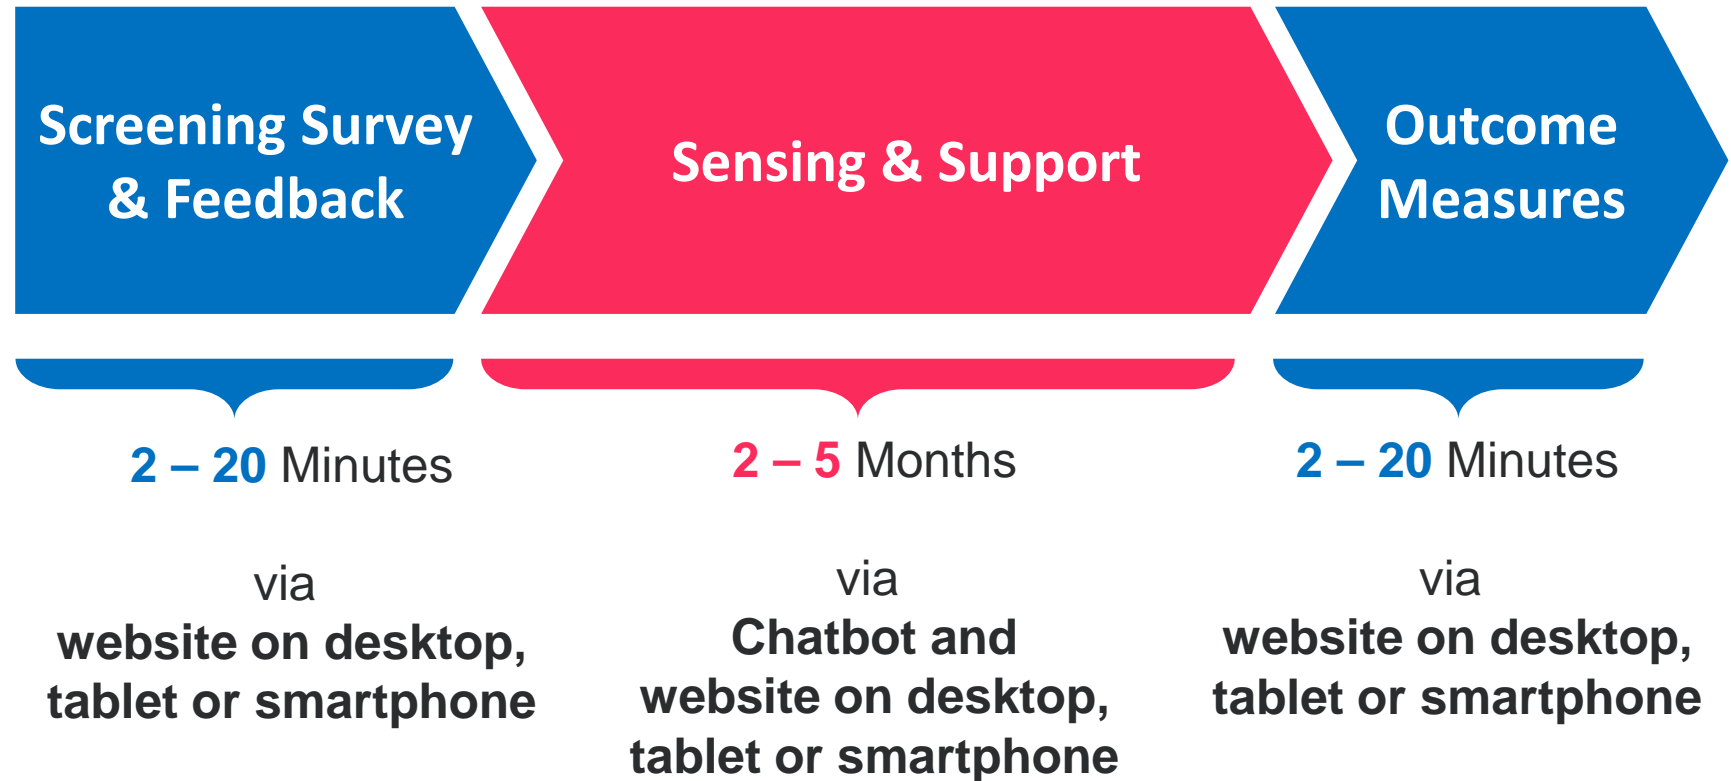 Screening Survey
& Feedback
Sensing & Support
Outcome
Measures
2 – 20 Minutes
2 – 5 Months
2 – 20 Minutes
via
website on desktop,
tablet or smartphone
via
Chatbot and
website on desktop,
tablet or smartphone
via
website on desktop,
tablet or smartphone